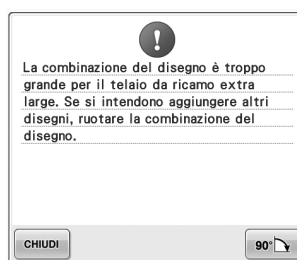 La combinazione del disegno è troppo
grande per il telaio da ricamo extra
large. Se si intendono aggiungere altri
disegni, ruotare la combinazione del
disegno.
CHIUDI
90°